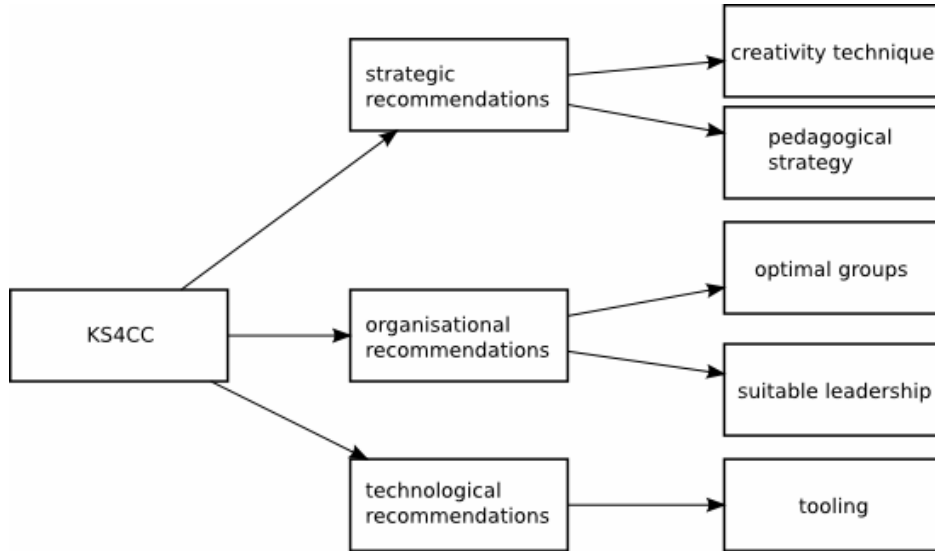 creativity technique
strategic
recommendations
pedagogical
strategy
optimal groups
KS4CC
organisational
recommendations
suitable leadership
technological
recommendations
tooling